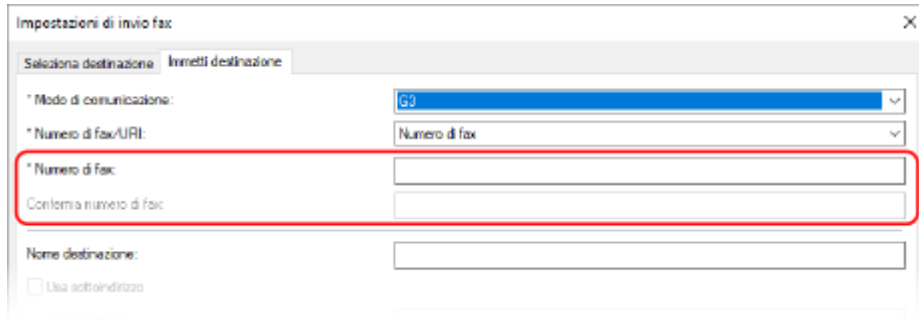 Impostazioni di invio fax
Seleziona destinazione Immetti destinazione
* Modo di comunicazione: G3
* Numero di fax/URI: Numero di fax
* Numero di fax:
Conferma numero di fax:
Nome destinazione:
Usa sottoindirizzo